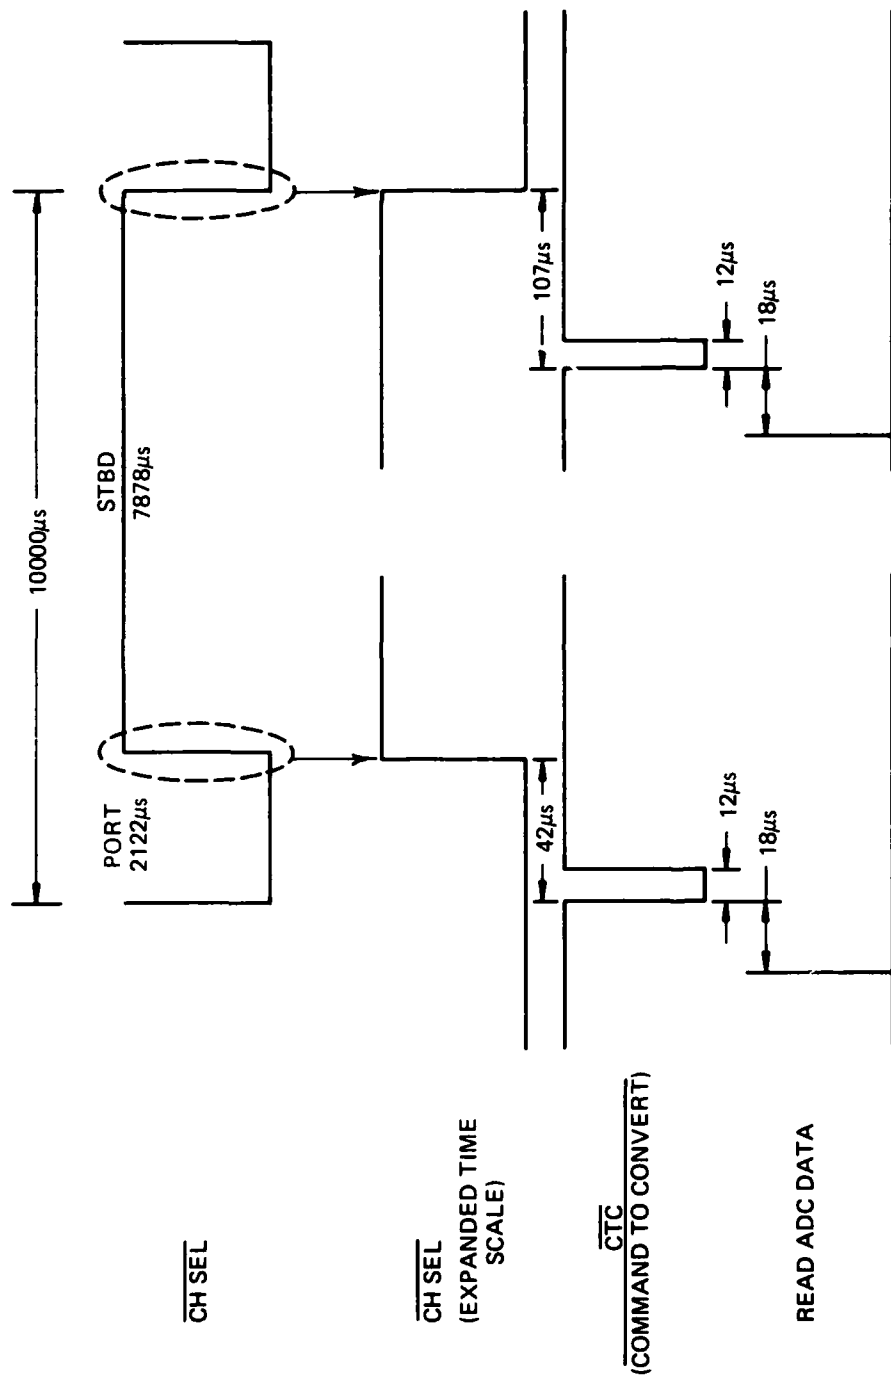 10000μs
PORT
2122μs
STBD
7878μs
CH SEL
CH SEL
(EXPANDED TIME
SCALE)
42μs
107μs
CTC
(COMMAND TO CONVERT)
12μs
12μs
18μs
18μs
READ ADC DATA